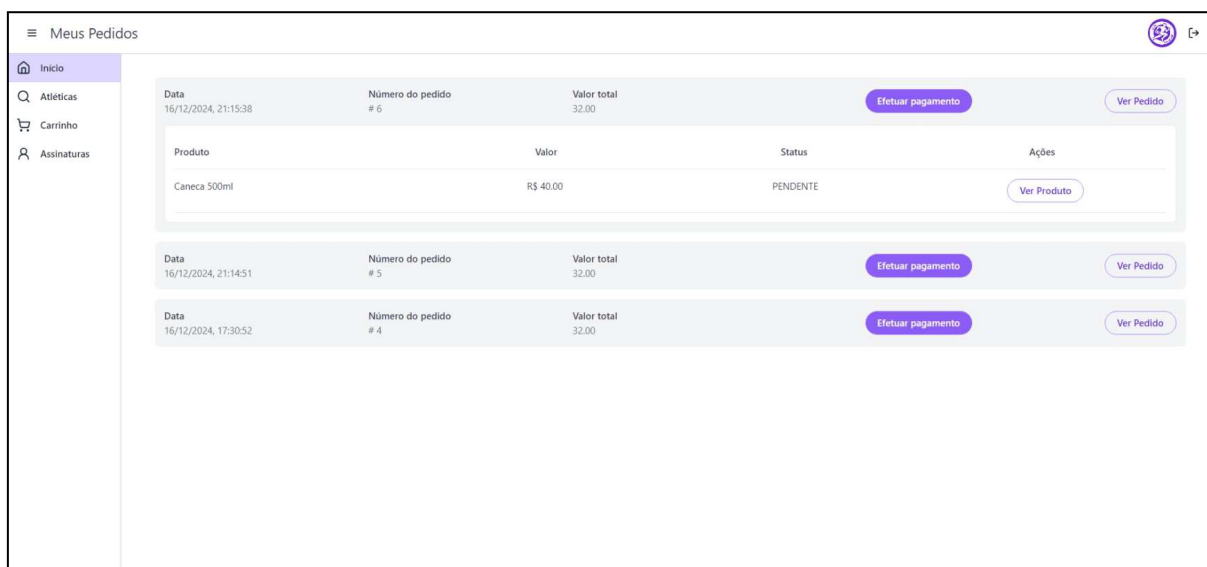 Meus Pedidos
Início
Atléticas
Carrinho
Assinaturas
Data Número do pedido Valor total
16/12/2024, 21:15:38 # 6 32.00 Efetuar pagamento Ver Pedido
Produto Valor Status Ações
Caneca 500ml R$ 40.00 PENDENTE Ver Produto
Data Número do pedido Valor total
16/12/2024, 21:14:51 # 5 32.00 Efetuar pagamento Ver Pedido
Data Número do pedido Valor total
16/12/2024, 17:30:52 # 4 32.00 Efetuar pagamento Ver Pedido